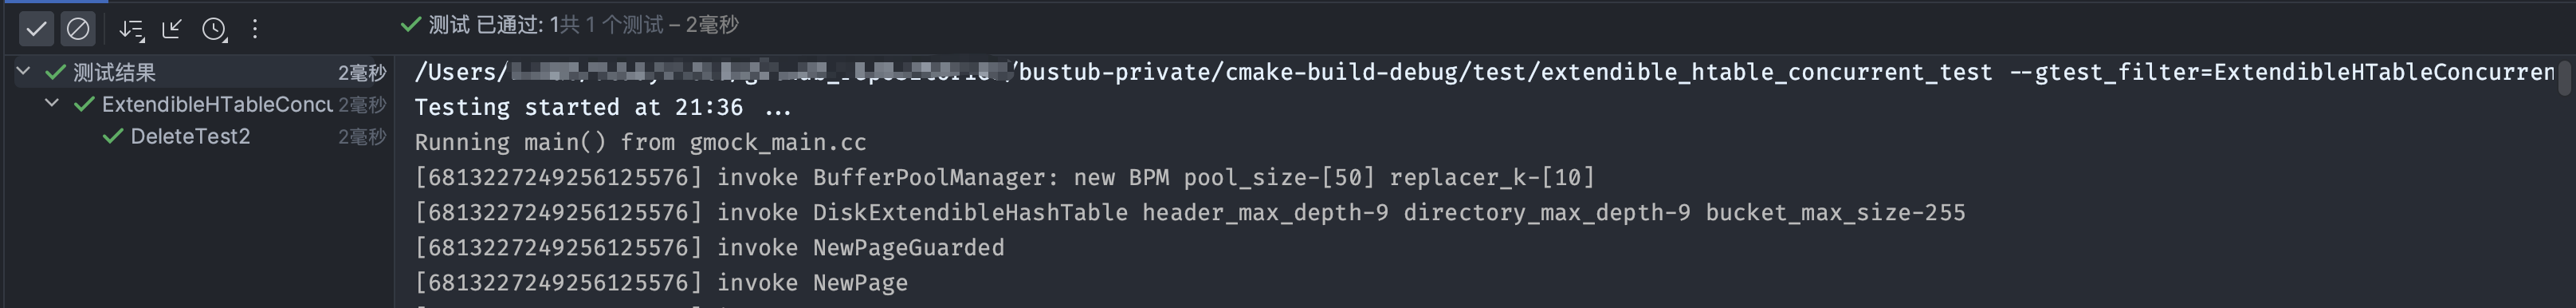 测试 已通过: 1共 1 个测试 – 2毫秒
测试结果 2毫秒
ExtendibleHTableConcu 2毫秒
DeleteTest2 2毫秒
/Users/ /bustub-private/cmake-build-debug/test/extendible_htable_concurrent_test --gtest_filter=ExtendibleHTableConcurren
Testing started at 21:36 ...
Running main() from gmock_main.cc
[6813227249256125576] invoke BufferPoolManager: new BPM pool_size-[50] replacer_k-[10]
[6813227249256125576] invoke DiskExtendibleHashTable header_max_depth-9 directory_max_depth-9 bucket_max_size-255
[6813227249256125576] invoke NewPageGuarded
[6813227249256125576] invoke NewPage